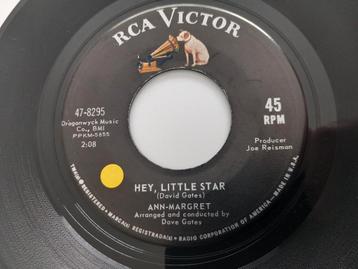 RCA VICTOR
47-8295
Dragonwyck Music
Co., BMI
PPKM-5655
2:08
45
RPM
Producer
Joe Reisman
HEY, LITTLE STAR
(David Gates)
ANN-MARGRET
Arranged and conducted by
Dave Gates
TMK(s) ® REGISTERED • MARCA(s) REGISTRADA(s) • RADIO CORPORATION OF AMERICA — MADE IN U.S.A.